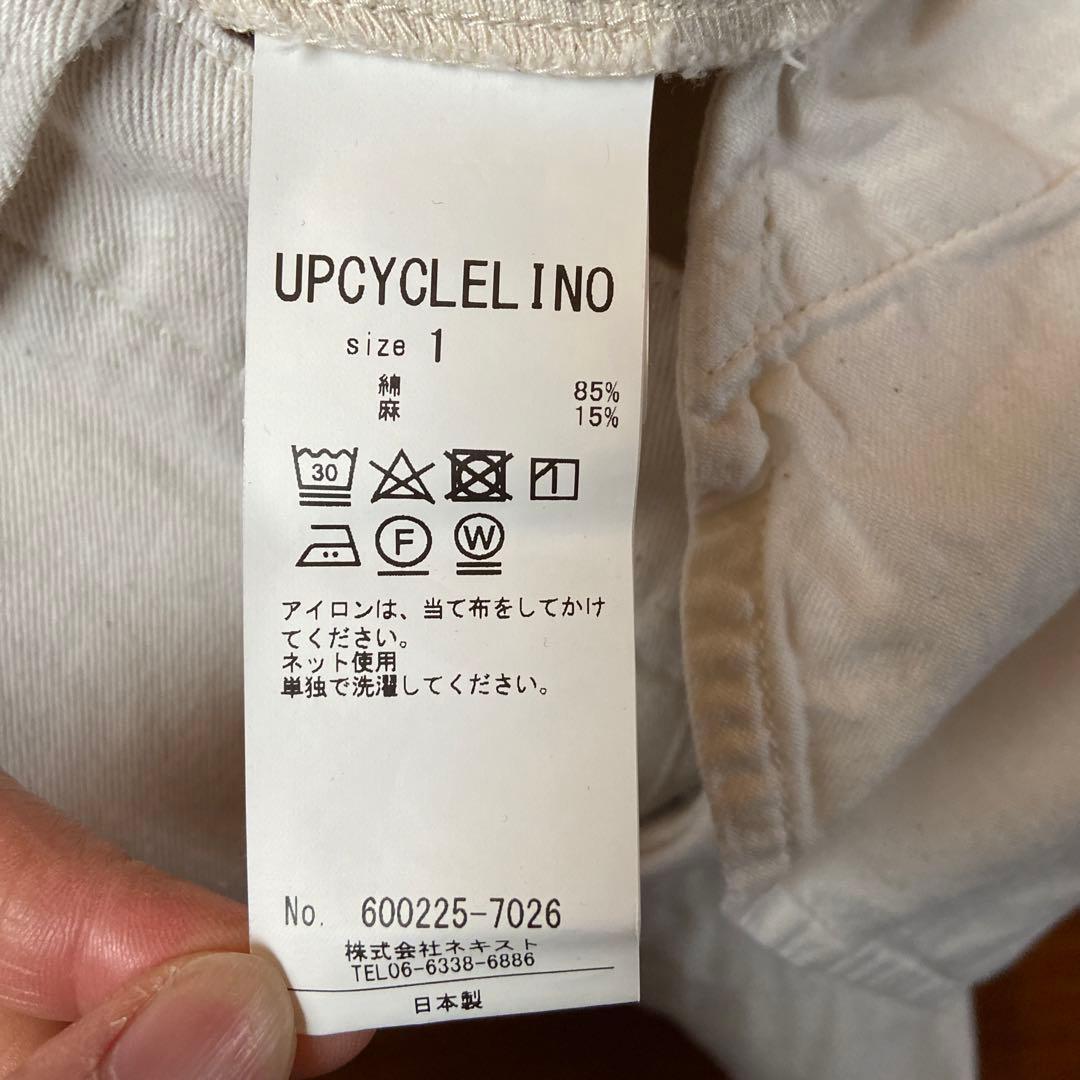 UPCYCLELINO
size 1
綿 85%
麻 15%
30
F W
アイロンは、当て布をしてかけ
てください。
ネット使用
単独で洗濯してください。
No. 600225-7026
株式会社ネキスト
TEL06-6338-6886
日本製